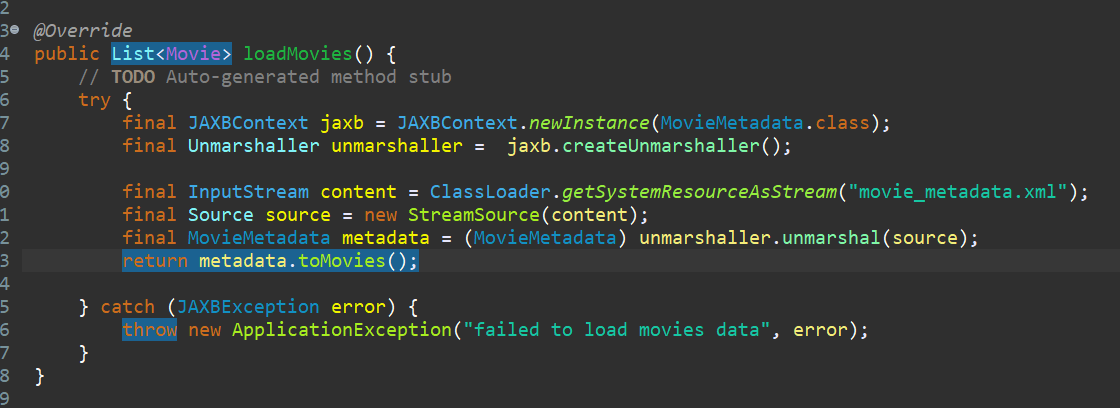 2
3 @Override
4 public List<Movie> loadMovies() {
5 // TODO Auto-generated method stub
6 try {
7 final JAXBContext jaxb = JAXBContext.newInstance(MovieMetadata.class);
8 final Unmarshaller unmarshaller =  jaxb.createUnmarshaller();
9
0 final InputStream content = ClassLoader.getSystemResourceAsStream("movie_metadata.xml");
1 final Source source = new StreamSource(content);
2 final MovieMetadata metadata = (MovieMetadata) unmarshaller.unmarshal(source);
3 return metadata.toMovies();
4
5 } catch (JAXBException error) {
6 throw new ApplicationException("failed to load movies data", error);
7 }
8 }
9